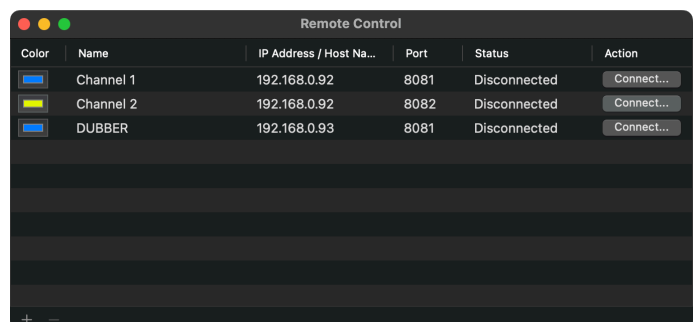 Remote Control
Color Name IP Address / Host Na... Port Status Action
Channel 1 192.168.0.92 8081 Disconnected Connect...
Channel 2 192.168.0.92 8082 Disconnected Connect...
DUBBER 192.168.0.93 8081 Disconnected Connect...